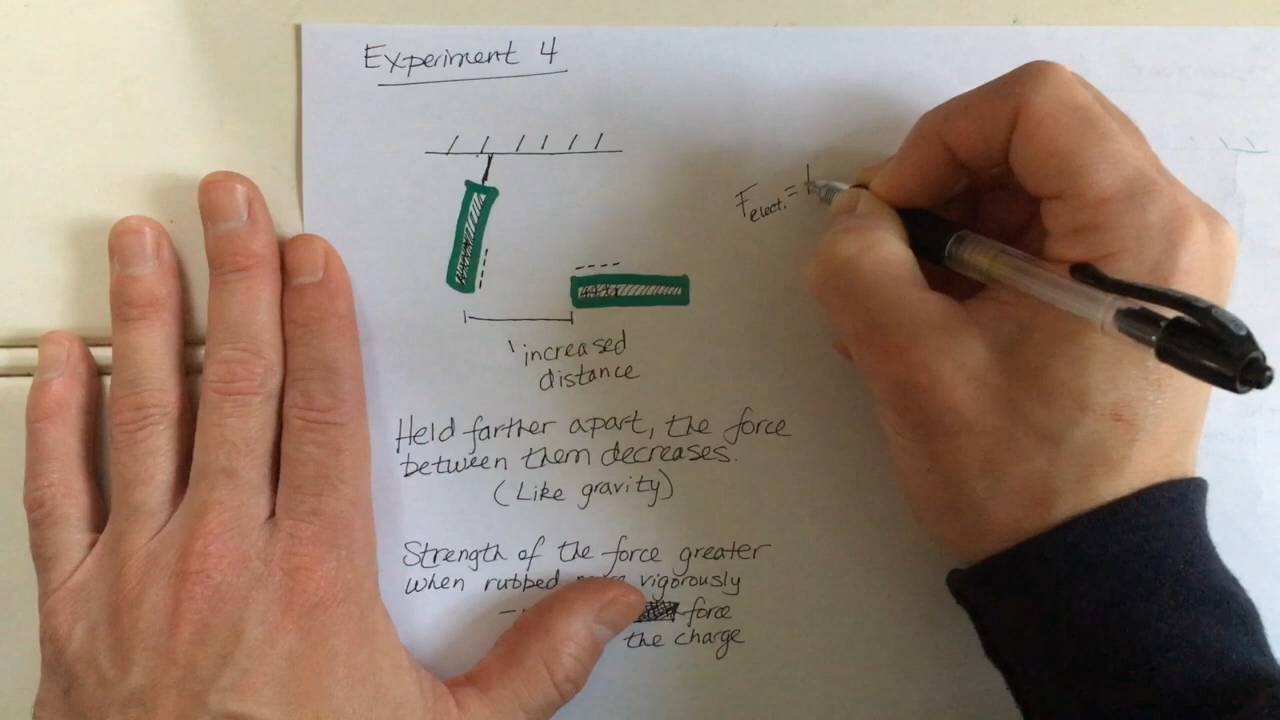 Experiment 4
Felect. =
increased
distance
Held farther apart, the force
between them decreases.
(Like gravity)
Strength of the force greater
when rubbed vigorously
force
the charge